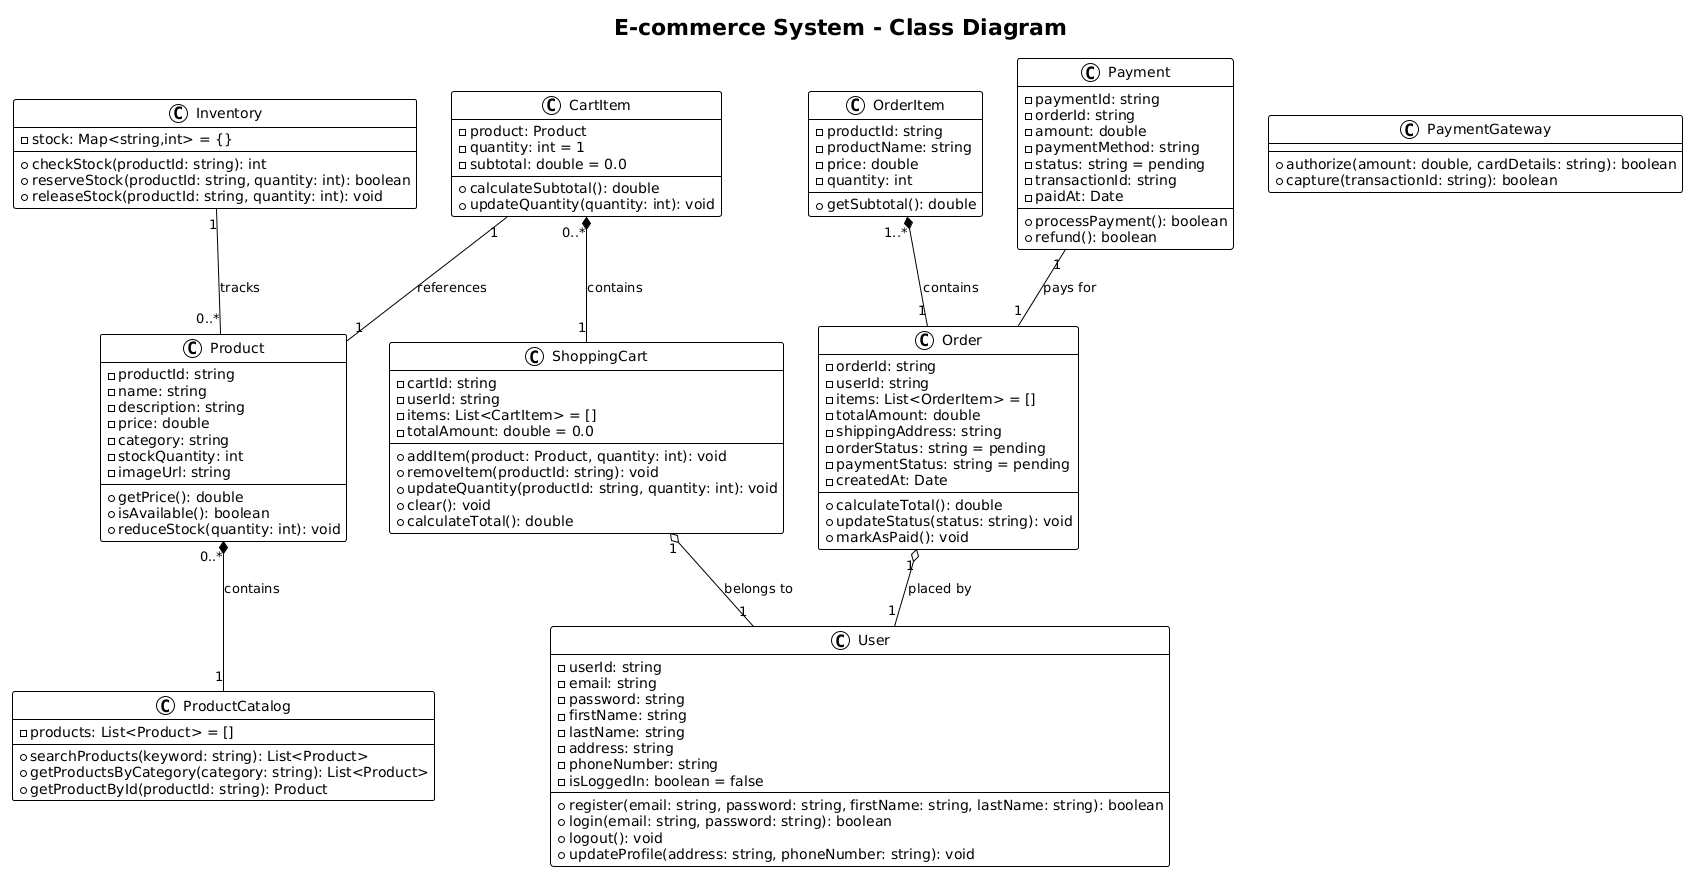 E-commerce System - Class Diagram
C Inventory
stock: Map<string,int> = {}
checkStock(productId: string): int
reserveStock(productId: string, quantity: int): boolean
releaseStock(productId: string, quantity: int): void
C CartItem
product: Product
quantity: int = 1
subtotal: double = 0.0
calculateSubtotal(): double
updateQuantity(quantity: int): void
C OrderItem
productId: string
productName: string
price: double
quantity: int
getSubtotal(): double
C Payment
paymentId: string
orderId: string
amount: double
paymentMethod: string
status: string = pending
transactionId: string
paidAt: Date
processPayment(): boolean
refund(): boolean
C PaymentGateway
authorize(amount: double, cardDetails: string): boolean
capture(transactionId: string): boolean
1
tracks
0..*
1
references
1
0..*
contains
1
1..*
contains
1
1
pays for
1
C Product
productId: string
name: string
description: string
price: double
category: string
stockQuantity: int
imageUrl: string
getPrice(): double
isAvailable(): boolean
reduceStock(quantity: int): void
C ShoppingCart
cartId: string
userId: string
items: List<CartItem> = []
totalAmount: double = 0.0
addItem(product: Product, quantity: int): void
removeItem(productId: string): void
updateQuantity(productId: string, quantity: int): void
clear(): void
calculateTotal(): double
C Order
orderId: string
userId: string
items: List<OrderItem> = []
totalAmount: double
shippingAddress: string
orderStatus: string = pending
paymentStatus: string = pending
createdAt: Date
calculateTotal(): double
updateStatus(status: string): void
markAsPaid(): void
0..*
contains
1
1
belongs to
1
1
placed by
1
C ProductCatalog
products: List<Product> = []
searchProducts(keyword: string): List<Product>
getProductsByCategory(category: string): List<Product>
getProductById(productId: string): Product
C User
userId: string
email: string
password: string
firstName: string
lastName: string
address: string
phoneNumber: string
isLoggedIn: boolean = false
register(email: string, password: string, firstName: string, lastName: string): boolean
login(email: string, password: string): boolean
logout(): void
updateProfile(address: string, phoneNumber: string): void